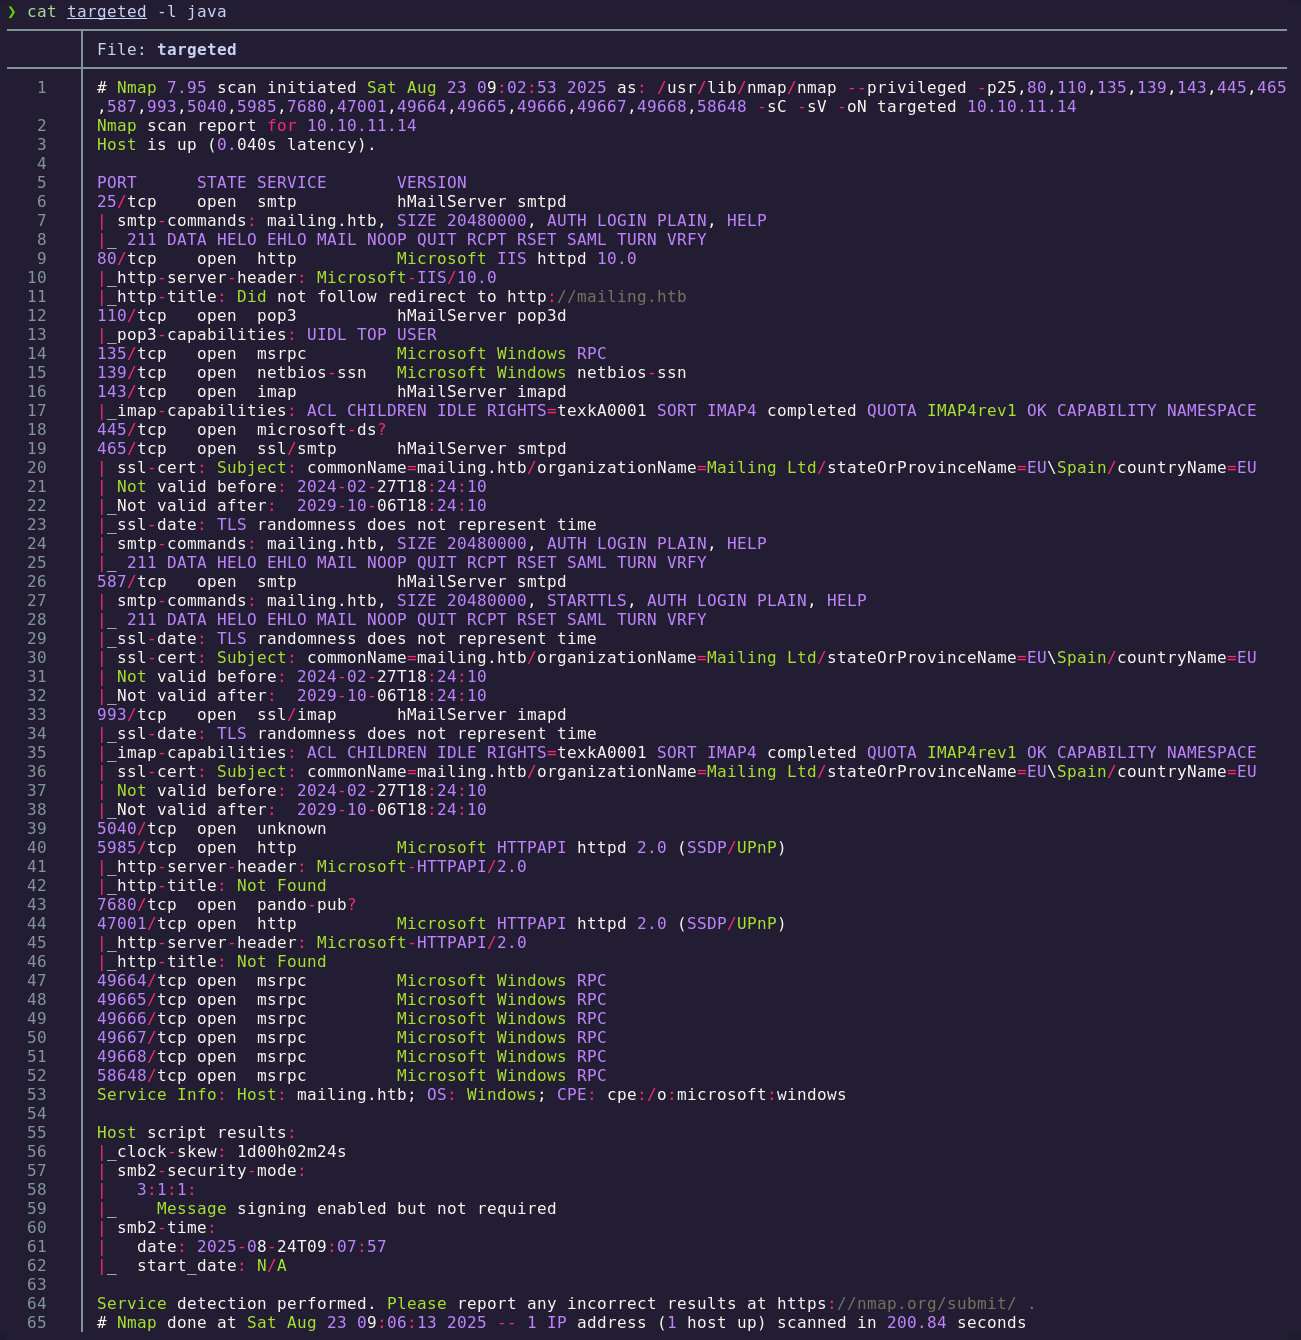 ❯ cat targeted -l java
File: targeted
1 # Nmap 7.95 scan initiated Sat Aug 23 09:02:53 2025 as: /usr/lib/nmap/nmap --privileged -p25,80,110,135,139,143,445,465
,587,993,5040,5985,7680,47001,49664,49665,49666,49667,49668,58648 -sC -sV -oN targeted 10.10.11.14
2 Nmap scan report for 10.10.11.14
3 Host is up (0.040s latency).
4
5 PORT      STATE SERVICE       VERSION
6 25/tcp    open  smtp          hMailServer smtpd
7 | smtp-commands: mailing.htb, SIZE 20480000, AUTH LOGIN PLAIN, HELP
8 |_ 211 DATA HELO EHLO MAIL NOOP QUIT RCPT RSET SAML TURN VRFY
9 80/tcp    open  http          Microsoft IIS httpd 10.0
10 |_http-server-header: Microsoft-IIS/10.0
11 |_http-title: Did not follow redirect to http://mailing.htb
12 110/tcp   open  pop3          hMailServer pop3d
13 |_pop3-capabilities: UIDL TOP USER
14 135/tcp   open  msrpc         Microsoft Windows RPC
15 139/tcp   open  netbios-ssn   Microsoft Windows netbios-ssn
16 143/tcp   open  imap          hMailServer imapd
17 |_imap-capabilities: ACL CHILDREN IDLE RIGHTS=texkA0001 SORT IMAP4 completed QUOTA IMAP4rev1 OK CAPABILITY NAMESPACE
18 445/tcp   open  microsoft-ds?
19 465/tcp   open  ssl/smtp      hMailServer smtpd
20 | ssl-cert: Subject: commonName=mailing.htb/organizationName=Mailing Ltd/stateOrProvinceName=EU\Spain/countryName=EU
21 | Not valid before: 2024-02-27T18:24:10
22 |_Not valid after:  2029-10-06T18:24:10
23 |_ssl-date: TLS randomness does not represent time
24 | smtp-commands: mailing.htb, SIZE 20480000, AUTH LOGIN PLAIN, HELP
25 |_ 211 DATA HELO EHLO MAIL NOOP QUIT RCPT RSET SAML TURN VRFY
26 587/tcp   open  smtp          hMailServer smtpd
27 | smtp-commands: mailing.htb, SIZE 20480000, STARTTLS, AUTH LOGIN PLAIN, HELP
28 |_ 211 DATA HELO EHLO MAIL NOOP QUIT RCPT RSET SAML TURN VRFY
29 |_ssl-date: TLS randomness does not represent time
30 | ssl-cert: Subject: commonName=mailing.htb/organizationName=Mailing Ltd/stateOrProvinceName=EU\Spain/countryName=EU
31 | Not valid before: 2024-02-27T18:24:10
32 |_Not valid after:  2029-10-06T18:24:10
33 993/tcp   open  ssl/imap      hMailServer imapd
34 |_ssl-date: TLS randomness does not represent time
35 |_imap-capabilities: ACL CHILDREN IDLE RIGHTS=texkA0001 SORT IMAP4 completed QUOTA IMAP4rev1 OK CAPABILITY NAMESPACE
36 | ssl-cert: Subject: commonName=mailing.htb/organizationName=Mailing Ltd/stateOrProvinceName=EU\Spain/countryName=EU
37 | Not valid before: 2024-02-27T18:24:10
38 |_Not valid after:  2029-10-06T18:24:10
39 5040/tcp  open  unknown
40 5985/tcp  open  http          Microsoft HTTPAPI httpd 2.0 (SSDP/UPnP)
41 |_http-server-header: Microsoft-HTTPAPI/2.0
42 |_http-title: Not Found
43 7680/tcp  open  pando-pub?
44 47001/tcp open  http          Microsoft HTTPAPI httpd 2.0 (SSDP/UPnP)
45 |_http-server-header: Microsoft-HTTPAPI/2.0
46 |_http-title: Not Found
47 49664/tcp open  msrpc         Microsoft Windows RPC
48 49665/tcp open  msrpc         Microsoft Windows RPC
49 49666/tcp open  msrpc         Microsoft Windows RPC
50 49667/tcp open  msrpc         Microsoft Windows RPC
51 49668/tcp open  msrpc         Microsoft Windows RPC
52 58648/tcp open  msrpc         Microsoft Windows RPC
53 Service Info: Host: mailing.htb; OS: Windows; CPE: cpe:/o:microsoft:windows
54
55 Host script results:
56 |_clock-skew: 1d00h02m24s
57 | smb2-security-mode:
58 |   3:1:1:
59 |_    Message signing enabled but not required
60 | smb2-time:
61 |   date: 2025-08-24T09:07:57
62 |_  start_date: N/A
63
64 Service detection performed. Please report any incorrect results at https://nmap.org/submit/ .
65 # Nmap done at Sat Aug 23 09:06:13 2025 -- 1 IP address (1 host up) scanned in 200.84 seconds